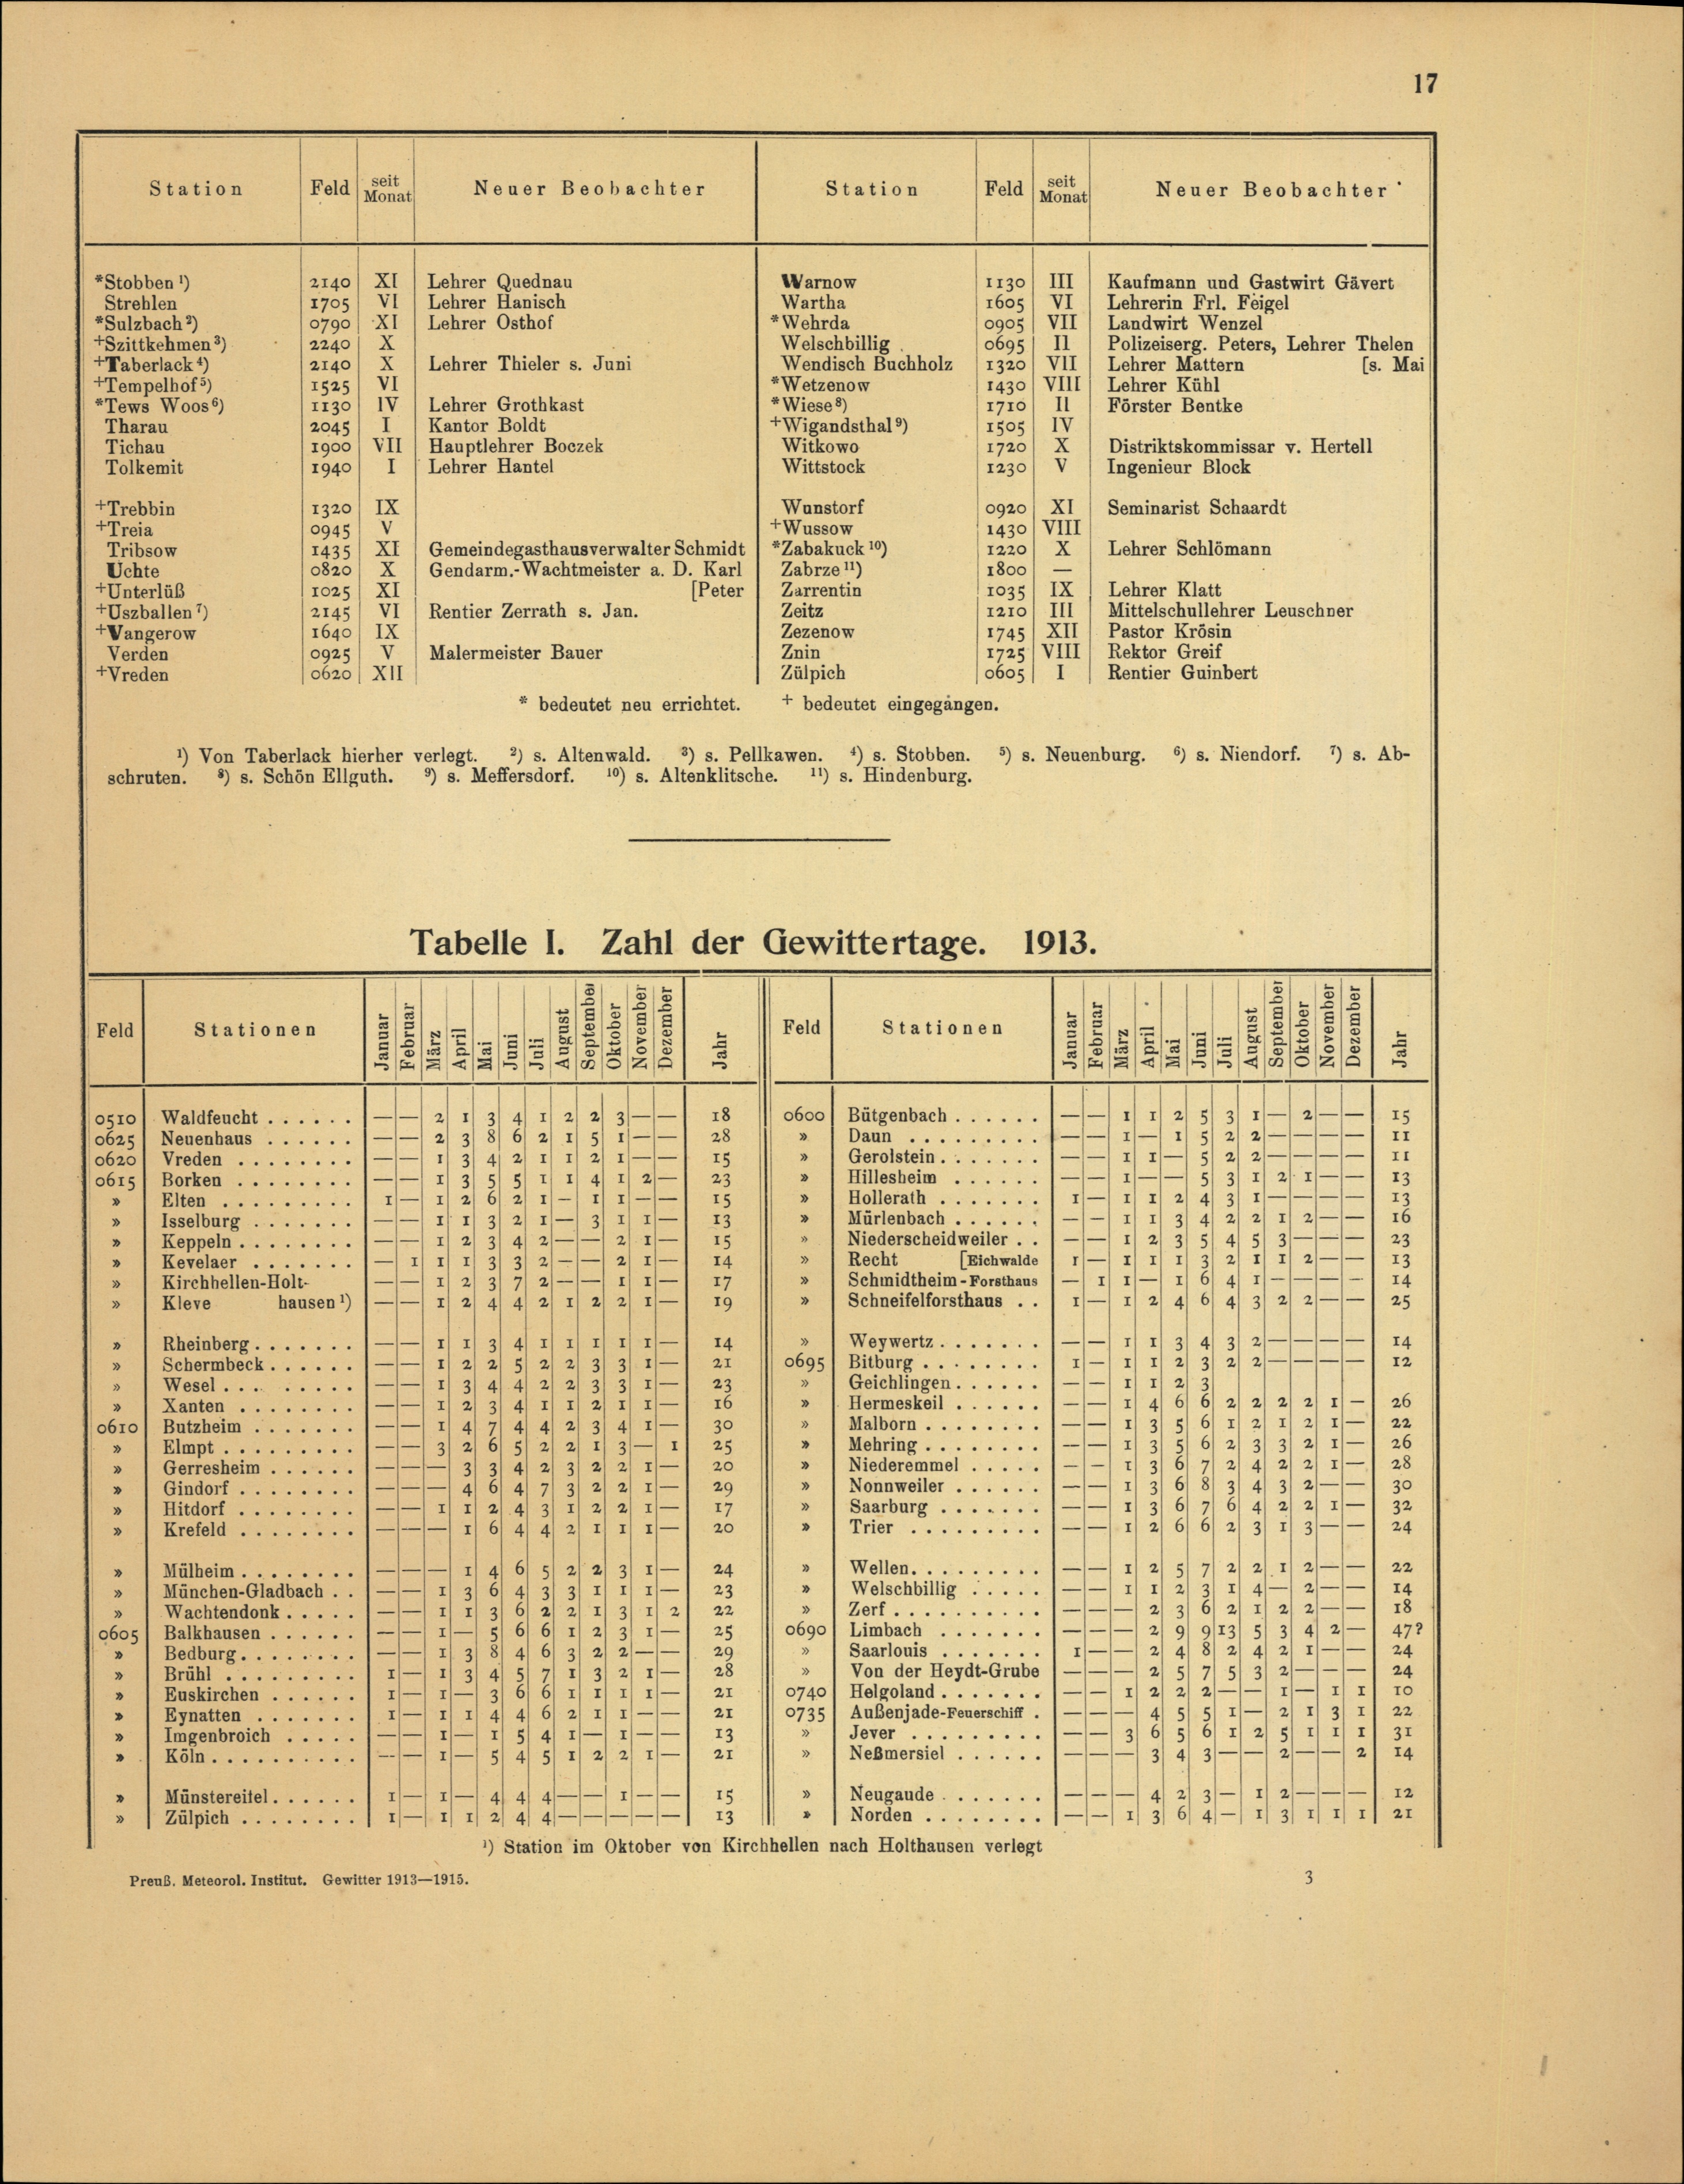 17
Station Feld seit Monat Neuer Beobachter Station Feld seit Monat Neuer Beobachter
*Stobben ¹) 2140 XI Lehrer Quednau Warnow 1130 III Kaufmann und Gastwirt Gävert
Strehlen 1705 VI Lehrer Hanisch Wartha 1605 VI Lehrerin Frl. Feigel
*Sulzbach ²) 0790 XI Lehrer Osthof *Wehrda 0905 VII Landwirt Wenzel
+Szittkehmen ³) 2240 X Welschbillig 0695 II Polizeiserg. Peters, Lehrer Thelen
+Taberlack ⁴) 2140 X Lehrer Thieler s. Juni Wendisch Buchholz 1320 VII Lehrer Mattern [s. Mai
+Tempelhof ⁵) 1525 VI *Wetzenow 1430 VIII Lehrer Kühl
*Tews Woos ⁶) 1130 IV Lehrer Grothkast *Wiese ⁸) 1710 II Förster Bentke
Tharau 2045 I Kantor Boldt +Wigandsthal ⁹) 1505 IV
Tichau 1900 VII Hauptlehrer Boczek Witkowo 1720 X Distriktskommissar v. Hertell
Tolkemit 1940 I Lehrer Hantel Wittstock 1230 V Ingenieur Block
+Trebbin 1320 IX Wunstorf 0920 XI Seminarist Schaardt
+Treia 0945 V +Wussow 1430 VIII
Tribsow 1435 XI Gemeindegasthausverwalter Schmidt *Zabakuck ¹⁰) 1220 X Lehrer Schlömann
Uchte 0820 X Gendarm.-Wachtmeister a. D. Karl Zabrze ¹¹) 1800 —
+Unterlüß 1025 XI [Peter Zarrentin 1035 IX Lehrer Klatt
+Uszballen ⁷) 2145 VI Rentier Zerrath s. Jan. Zeitz 1210 III Mittelschullehrer Leuschner
+Vangerow 1640 IX Zezenow 1745 XII Pastor Krösin
Verden 0925 V Malermeister Bauer Znin 1725 VIII Rektor Greif
+Vreden 0620 XII Zülpich 0605 I Rentier Guinbert
* bedeutet neu errichtet. + bedeutet eingegangen.
¹) Von Taberlack hierher verlegt. ²) s. Altenwald. ³) s. Pellkawen. ⁴) s. Stobben. ⁵) s. Neuenburg. ⁶) s. Niendorf. ⁷) s. Ab-
schruten. ⁸) s. Schön Ellguth. ⁹) s. Meffersdorf. ¹⁰) s. Altenklitsche. ¹¹) s. Hindenburg.
Tabelle I. Zahl der Gewittertage. 1913.
Feld Stationen Januar Februar März April Mai Juni Juli August September Oktober November Dezember Jahr Feld Stationen Januar Februar März April Mai Juni Juli August September Oktober November Dezember Jahr
0510 Waldfeucht . . . . . . — — 2 1 3 4 1 2 2 3 — — 18 0600 Bütgenbach . . . . . . — — 1 1 2 5 3 1 — 2 — — 15
0625 Neuenhaus . . . . . . — — 2 3 8 6 2 1 5 1 — — 28 » Daun . . . . . . . . . — — 1 — 1 5 2 2 — — — — 11
0620 Vreden . . . . . . . . — — 1 3 4 2 1 1 2 1 — — 15 » Gerolstein . . . . . . . — — 1 1 — 5 2 2 — — — — 11
0615 Borken . . . . . . . . — — 1 3 5 5 1 1 4 1 2 — 23 » Hillesheim . . . . . . — — 1 — — 5 3 1 2 1 — — 13
» Elten . . . . . . . . . 1 — 1 2 6 2 1 — 1 1 — — 15 » Hollerath . . . . . . . 1 — 1 1 2 4 3 1 — — — — 13
» Isselburg . . . . . . . — — 1 1 3 2 1 — 3 1 1 — 13 » Mürlenbach . . . . . . — — 1 1 3 4 2 2 1 2 — — 16
» Keppeln . . . . . . . . — — 1 2 3 4 2 — — 2 1 — 15 » Niederscheidweiler . . — — 1 2 3 5 4 5 3 — — — 23
» Kevelaer . . . . . . . — 1 1 1 3 3 2 — — 2 1 — 14 » Recht [Eichwalde 1 — 1 1 1 3 2 1 1 2 — — 13
» Kirchhellen-Holt- — — 1 2 3 7 2 — — 1 1 — 17 » Schmidtheim-Forsthaus — 1 1 — 1 6 4 1 — — — — 14
» Kleve hausen ¹) — — 1 2 4 4 2 1 2 2 1 — 19 » Schneifelforsthaus . . 1 — 1 2 4 6 4 3 2 2 — — 25
» Rheinberg . . . . . . . — — 1 1 3 4 1 1 1 1 1 — 14 » Weywertz . . . . . . . — — 1 1 3 4 3 2 — — — — 14
» Schermbeck . . . . . . — — 1 2 2 5 2 2 3 3 1 — 21 0695 Bitburg . . . . . . . . 1 — 1 1 2 3 2 2 — — — — 12
» Wesel . . . . . . . . — — 1 3 4 4 2 2 3 3 1 — 23 » Geichlingen . . . . . . — — 1 1 2 3
» Xanten . . . . . . . . — — 1 2 3 4 1 1 2 1 1 — 16 » Hermeskeil . . . . . . — — 1 4 6 6 2 2 2 2 1 — 26
0610 Butzheim . . . . . . . — — 1 4 7 4 4 2 3 4 1 — 30 » Malborn . . . . . . . . — — 1 3 5 6 1 2 1 2 1 — 22
» Elmpt . . . . . . . . . — — 3 2 6 5 2 2 1 3 — 1 25 » Mehring . . . . . . . . — — 1 3 5 6 2 3 3 2 1 — 26
» Gerresheim . . . . . . — — — 3 3 4 2 3 2 2 1 — 20 » Niederemmel . . . . . — — 1 3 6 7 2 4 2 2 1 — 28
» Gindorf . . . . . . . . — — — 4 6 4 7 3 2 2 1 — 29 » Nonnweiler . . . . . . — — 1 3 6 8 3 4 3 2 — — 30
» Hitdorf . . . . . . . . — — 1 1 2 4 3 1 2 2 1 — 17 » Saarburg . . . . . . . — — 1 3 6 7 6 4 2 2 1 — 32
» Krefeld . . . . . . . . — — — 1 6 4 4 2 1 1 1 — 20 » Trier . . . . . . . . . — — 1 2 6 6 2 3 1 3 — — 24
» Mülheim . . . . . . . . — — — 1 4 6 5 2 2 3 1 — 24 » Wellen . . . . . . . . . — — 1 2 5 7 2 2 1 2 — — 22
» München-Gladbach . . — — 1 3 6 4 3 3 1 1 1 — 23 » Welschbillig . . . . . — — 1 1 2 3 1 4 — 2 — — 14
» Wachtendonk . . . . . — — 1 1 3 6 2 2 1 3 1 2 22 » Zerf . . . . . . . . . . — — — 2 3 6 2 1 2 2 — — 18
0605 Balkhausen . . . . . . — — 1 — 5 6 6 1 2 3 1 — 25 0690 Limbach . . . . . . . — — — 2 9 9 13 5 3 4 2 — 47?
» Bedburg . . . . . . . . — — 1 3 8 4 6 3 2 2 — — 29 » Saarlouis . . . . . . . 1 — — 2 4 8 2 4 2 1 — — 24
» Brühl . . . . . . . . . 1 — 1 3 4 5 7 1 3 2 1 — 28 » Von der Heydt-Grube — — — 2 5 7 5 3 2 — — — 24
» Euskirchen . . . . . . 1 — 1 — 3 6 6 1 1 1 1 — 21 0740 Helgoland . . . . . . . — — 1 2 2 2 — — 1 — 1 1 10
» Eynatten . . . . . . . 1 — 1 1 4 4 6 2 1 1 — — 21 0735 Außenjade-Feuerschiff . — — — 4 5 5 1 — 2 1 3 1 22
» Imgenbroich . . . . . — — 1 — 1 5 4 1 — 1 — — 13 » Jever . . . . . . . . . — — 3 6 5 6 1 2 5 1 1 1 31
» Köln . . . . . . . . . . — — 1 — 5 4 5 1 2 2 1 — 21 » Neßmersiel . . . . . . — — — 3 4 3 — — 2 — — 2 14
» Münstereifel . . . . . . 1 — 1 — 4 4 4 — — 1 — — 15 » Neugaude . . . . . . . — — — 4 2 3 — 1 2 — — — 12
» Zülpich . . . . . . . . 1 — 1 1 2 4 4 — — — — — 13 » Norden . . . . . . . . — — 1 3 6 4 — 1 3 1 1 1 21
¹) Station im Oktober von Kirchhellen nach Holthausen verlegt
Preuß. Meteorol. Institut. Gewitter 1913—1915. 3